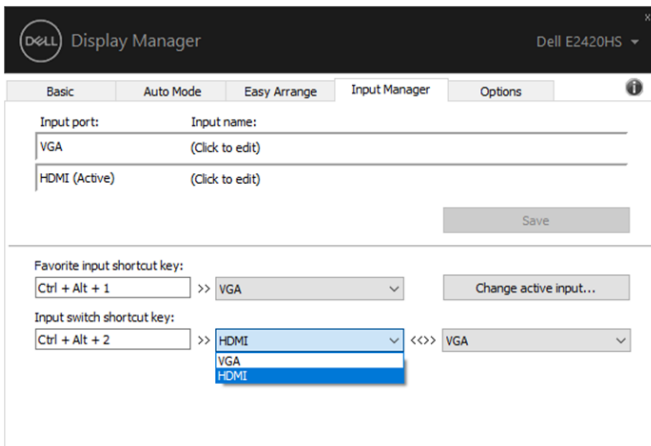 DELL Display Manager Dell E2420HS
x
Basic Auto Mode Easy Arrange Input Manager Options i
Input port: Input name:
VGA (Click to edit)
HDMI (Active) (Click to edit)
Save
Favorite input shortcut key:
Ctrl + Alt + 1 >> VGA Change active input...
Input switch shortcut key:
Ctrl + Alt + 2 >> HDMI <<>> VGA
VGA
HDMI